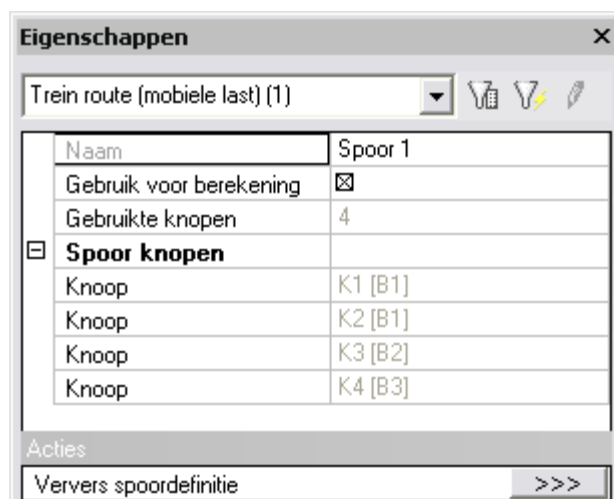 Eigenschappen
Trein route (mobiele last) (1)
Naam Spoor 1
Gebruik voor berekening
Gebruikte knopen 4
Spoor knopen
Knoop K1 [B1]
Knoop K2 [B1]
Knoop K3 [B2]
Knoop K4 [B3]
Acties
Ververs spoordefinitie >>>